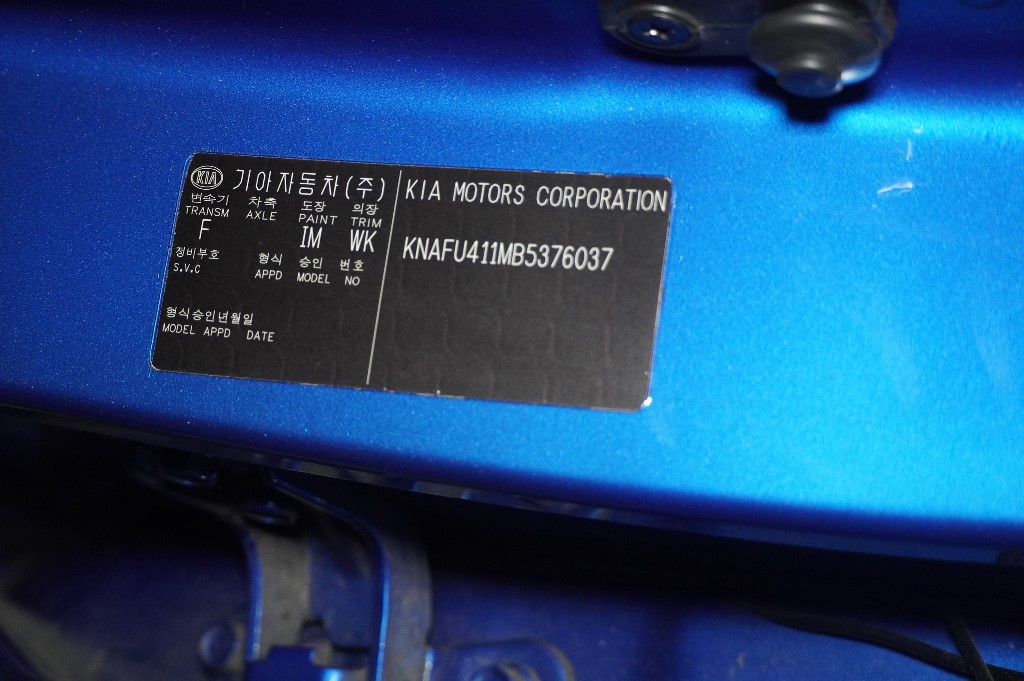 KIA 기아자동차(주)
변속기 차축 도장 의장
TRANSM AXLE PAINT TRIM
F IM WK
정비부호 형식 승인 번호
S.V.C APPD MODEL NO
형식승인년월일
MODEL APPD DATE
KIA MOTORS CORPORATION
KNAFU411MB5376037